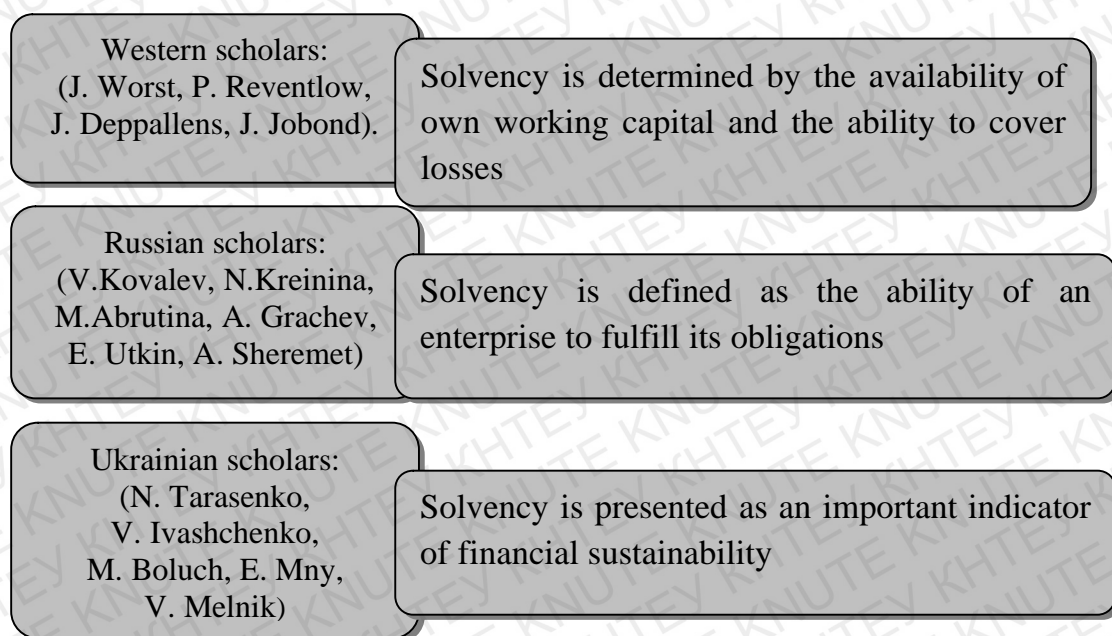 Western scholars:
(J. Worst, P. Reventlow,
J. Deppallens, J. Jobond).
Solvency is determined by the availability of
own working capital and the ability to cover
losses
Russian scholars:
(V.Kovalev, N.Kreinina,
M.Abrutina, A. Grachev,
E. Utkin, A. Sheremet)
Solvency is defined as the ability of an
enterprise to fulfill its obligations
Ukrainian scholars:
(N. Tarasenko,
V. Ivashchenko,
M. Boluch, E. Mny,
V. Melnik)
Solvency is presented as an important indicator
of financial sustainability